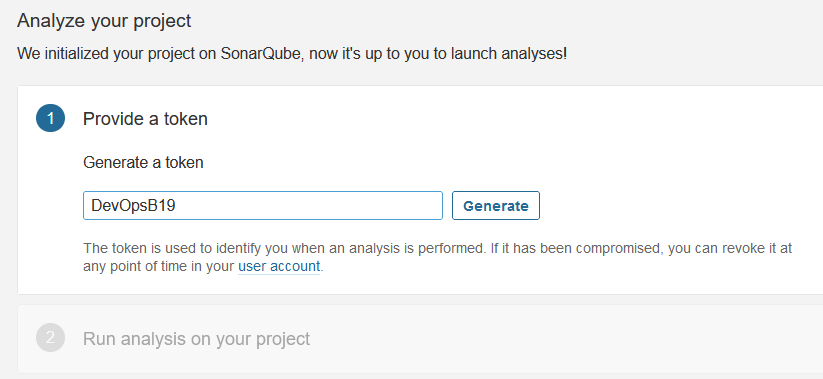 Analyze your project
We initialized your project on SonarQube, now it's up to you to launch analyses!
1 Provide a token
Generate a token
DevOpsB19 Generate
The token is used to identify you when an analysis is performed. If it has been compromised, you can revoke it at
any point of time in your user account.
2 Run analysis on your project